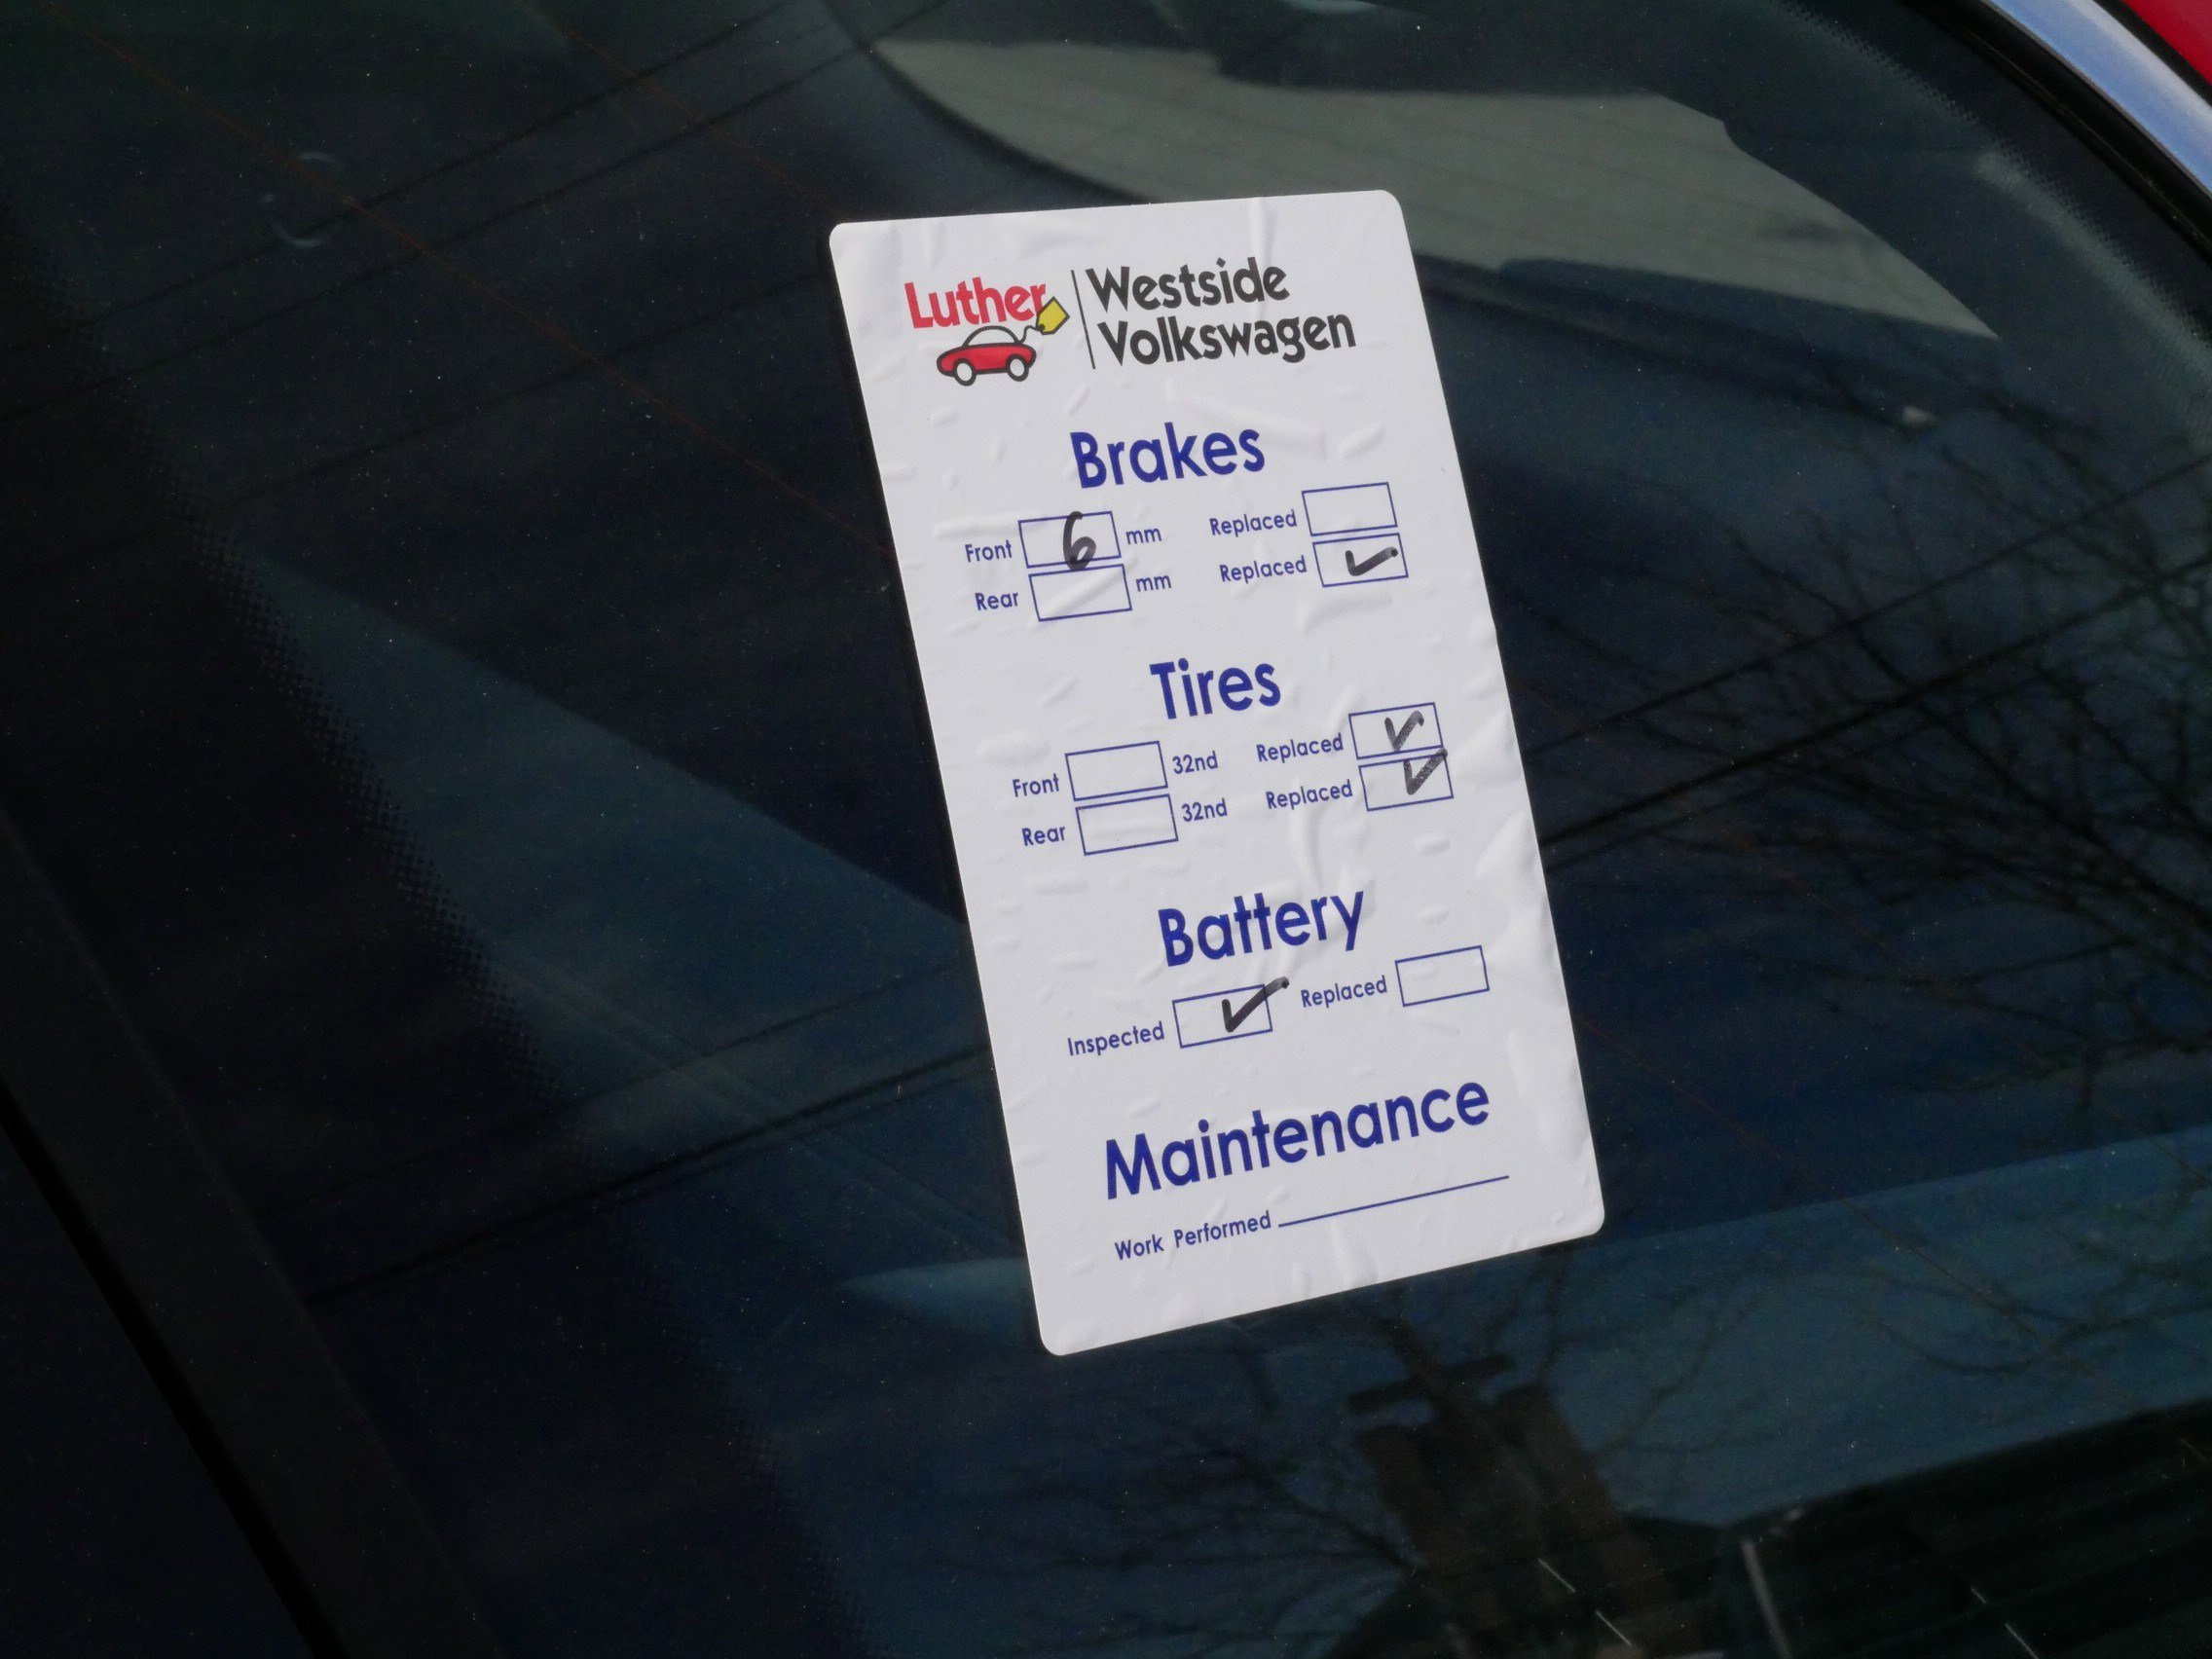 Luther
Westside
Volkswagen
Brakes
Front 6 mm Replaced
Rear mm Replaced ✓
Tires
Front 32nd Replaced ✓
Rear 32nd Replaced ✓
Battery
Inspected ✓ Replaced
Maintenance
Work Performed